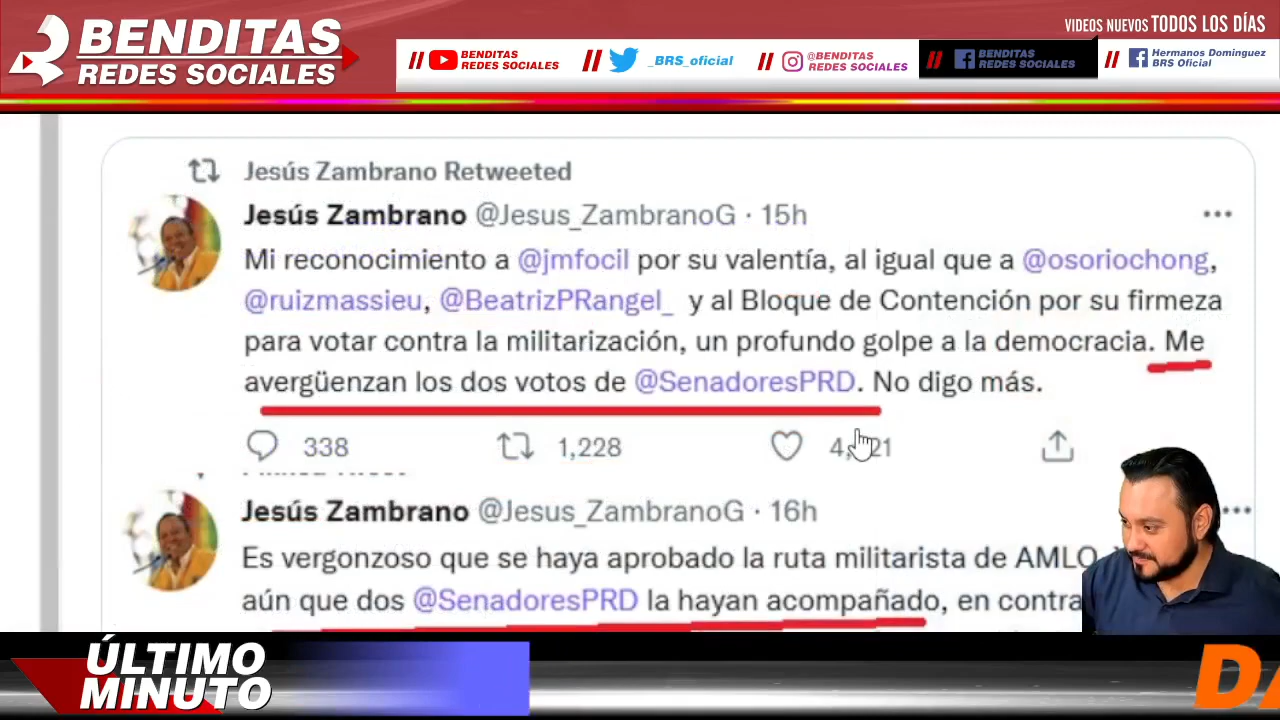 BENDITAS
REDES SOCIALES
VIDEOS NUEVOS TODOS LOS DÍAS
// BENDITAS
REDES SOCIALES
// _BRS_oficial
// @BENDITAS
REDES SOCIALES
// BENDITAS
REDES SOCIALES
// Hermanos Dominguez
BRS Oficial
Jesús Zambrano Retweeted
Jesús Zambrano @Jesus_ZambranoG · 15h
Mi reconocimiento a @jmfocil por su valentía, al igual que a @osoriochong,
@ruizmassieu, @BeatrizPRangel_ y al Bloque de Contención por su firmeza
para votar contra la militarización, un profundo golpe a la democracia. Me
avergüenzan los dos votos de @SenadoresPRD. No digo más.
338 1,228
Jesús Zambrano @Jesus_ZambranoG · 16h
Es vergonzoso que se haya aprobado la ruta militarista de AMLO.
aún que dos @SenadoresPRD la hayan acompañado, en contra
ÚLTIMO
MINUTO